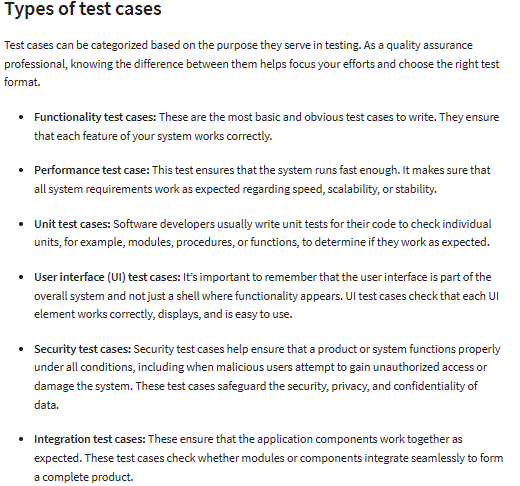 Types of test cases
Test cases can be categorized based on the purpose they serve in testing. As a quality assurance
professional, knowing the difference between them helps focus your efforts and choose the right test
format.
• Functionality test cases: These are the most basic and obvious test cases to write. They ensure
that each feature of your system works correctly.
• Performance test case: This test ensures that the system runs fast enough. It makes sure that
all system requirements work as expected regarding speed, scalability, or stability.
• Unit test cases: Software developers usually write unit tests for their code to check individual
units, for example, modules, procedures, or functions, to determine if they work as expected.
• User interface (UI) test cases: It’s important to remember that the user interface is part of the
overall system and not just a shell where functionality appears. UI test cases check that each UI
element works correctly, displays, and is easy to use.
• Security test cases: Security test cases help ensure that a product or system functions properly
under all conditions, including when malicious users attempt to gain unauthorized access or
damage the system. These test cases safeguard the security, privacy, and confidentiality of
data.
• Integration test cases: These ensure that the application components work together as
expected. These test cases check whether modules or components integrate seamlessly to form
a complete product.